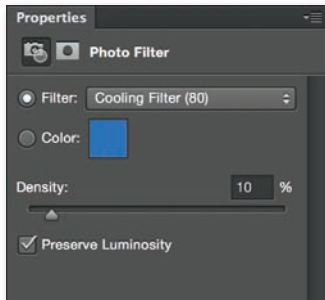 Properties
Photo Filter
Filter: Cooling Filter (80)
Color:
Density: 10 %
Preserve Luminosity